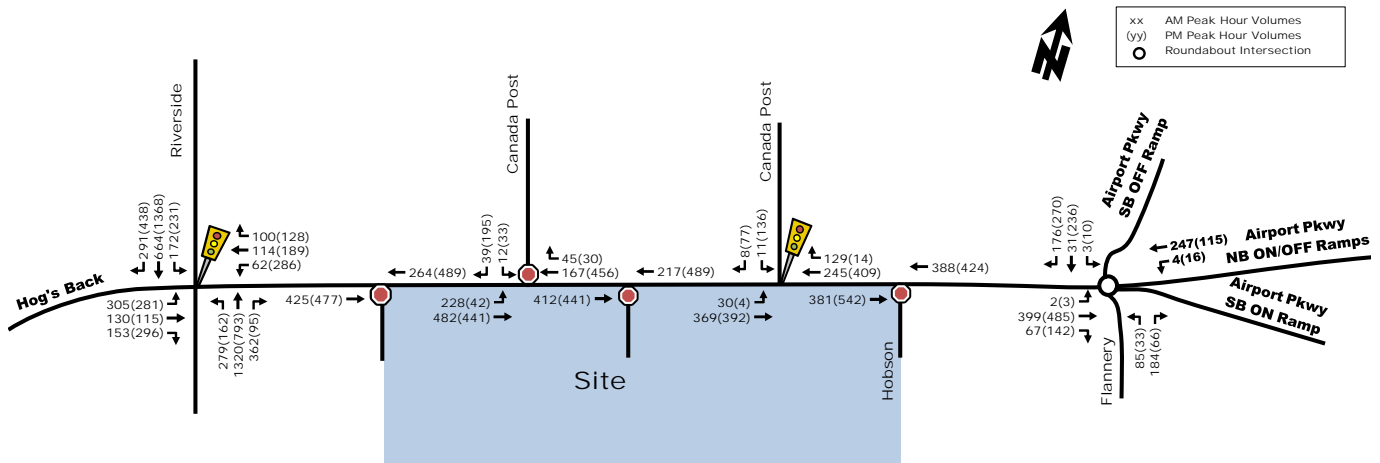 xx AM Peak Hour Volumes
(yy) PM Peak Hour Volumes
Roundabout Intersection
N
Riverside
Canada Post
Canada Post
Airport Pkwy
SB OFF Ramp
Airport Pkwy
NB ON/OFF Ramps
Airport Pkwy
SB ON Ramp
Hog's Back
Hobson
Flannery
Site
291(438)
664(1368)
172(231)
100(128)
114(189)
62(286)
305(281)
130(115)
153(296)
279(162)
1320(793)
362(95)
264(489)
425(477)
39(195)
12(33)
45(30)
167(456)
228(42)
482(441)
217(489)
412(441)
8(77)
11(136)
129(14)
245(409)
30(4)
369(392)
388(424)
381(542)
176(270)
31(236)
3(10)
247(115)
4(16)
2(3)
399(485)
67(142)
85(33)
184(66)